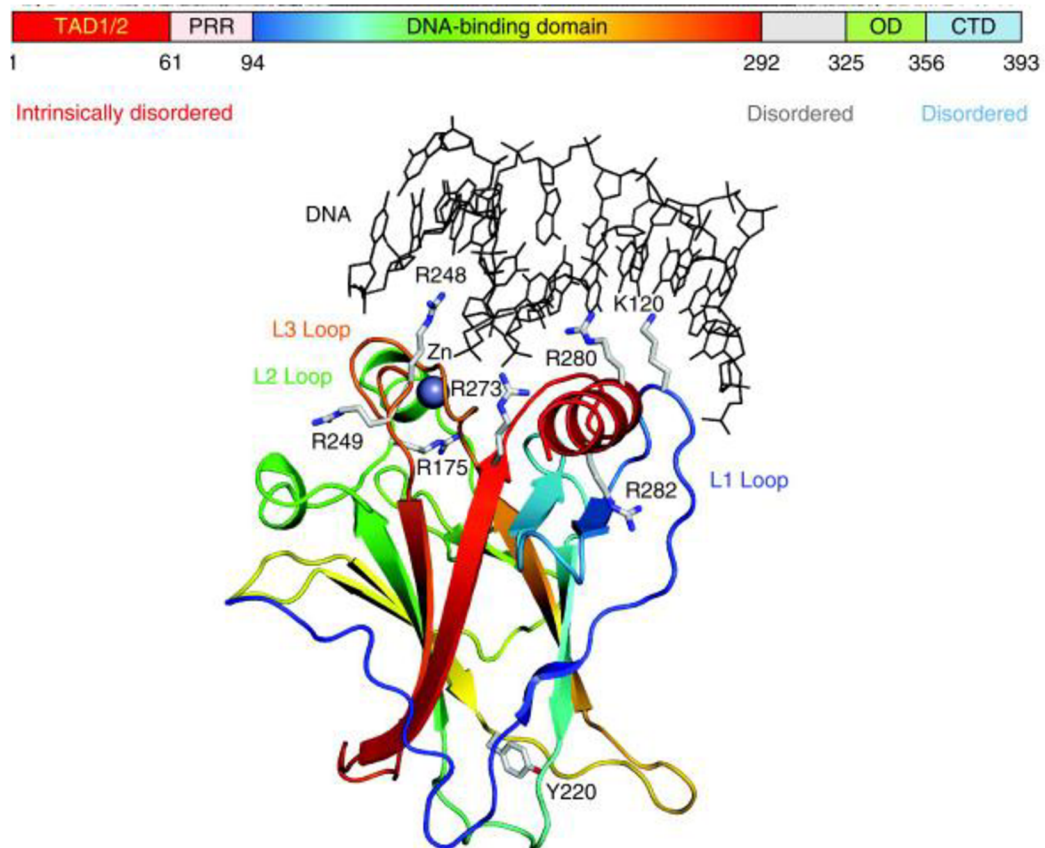 TAD1/2 PRR DNA-binding domain OD CTD
1 61 94 292 325 356 393
Intrinsically disordered Disordered Disordered
DNA
R248
K120
L3 Loop
Zn
R280
L2 Loop
R273
R249
R175
L1 Loop
R282
Y220